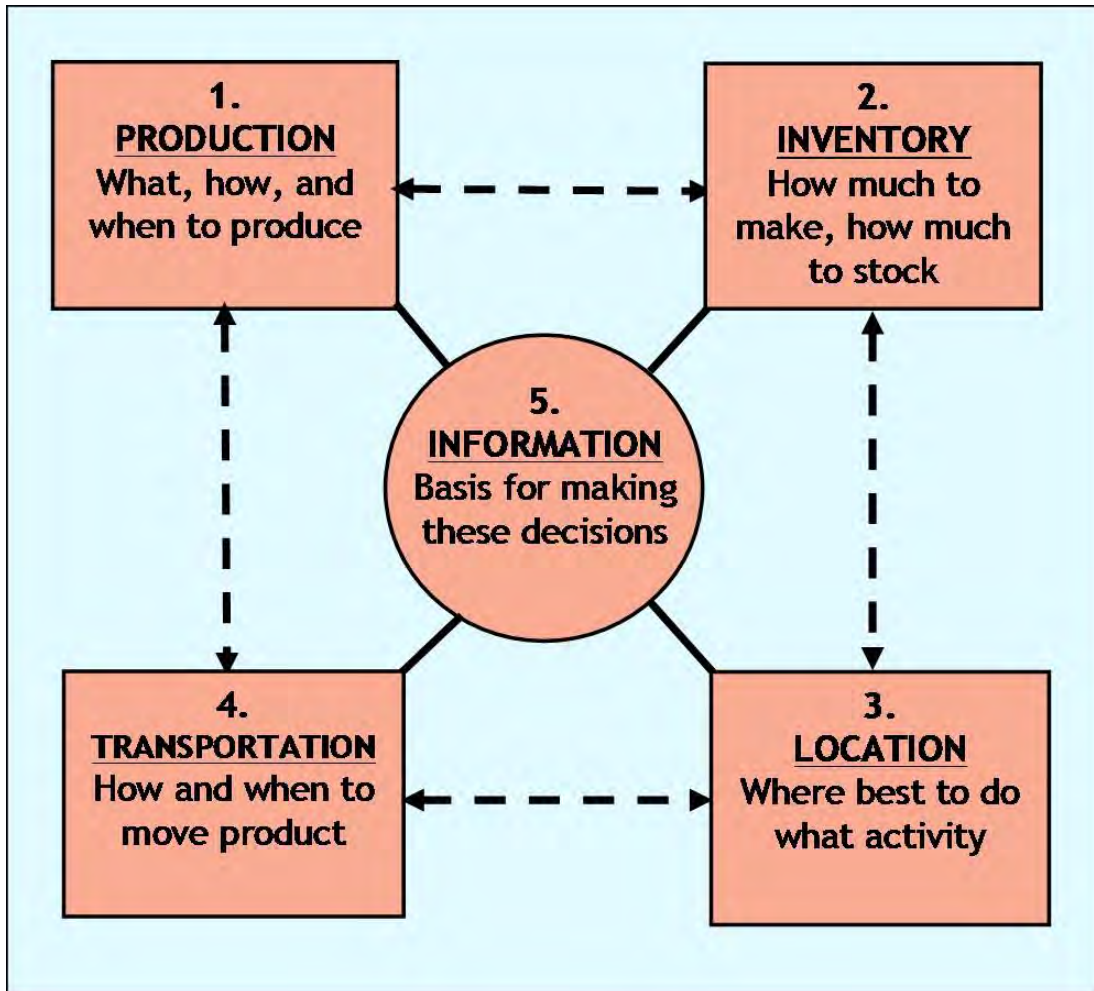 1.
PRODUCTION
What, how, and
when to produce
2.
INVENTORY
How much to
make, how much
to stock
5.
INFORMATION
Basis for making
these decisions
4.
TRANSPORTATION
How and when to
move product
3.
LOCATION
Where best to do
what activity